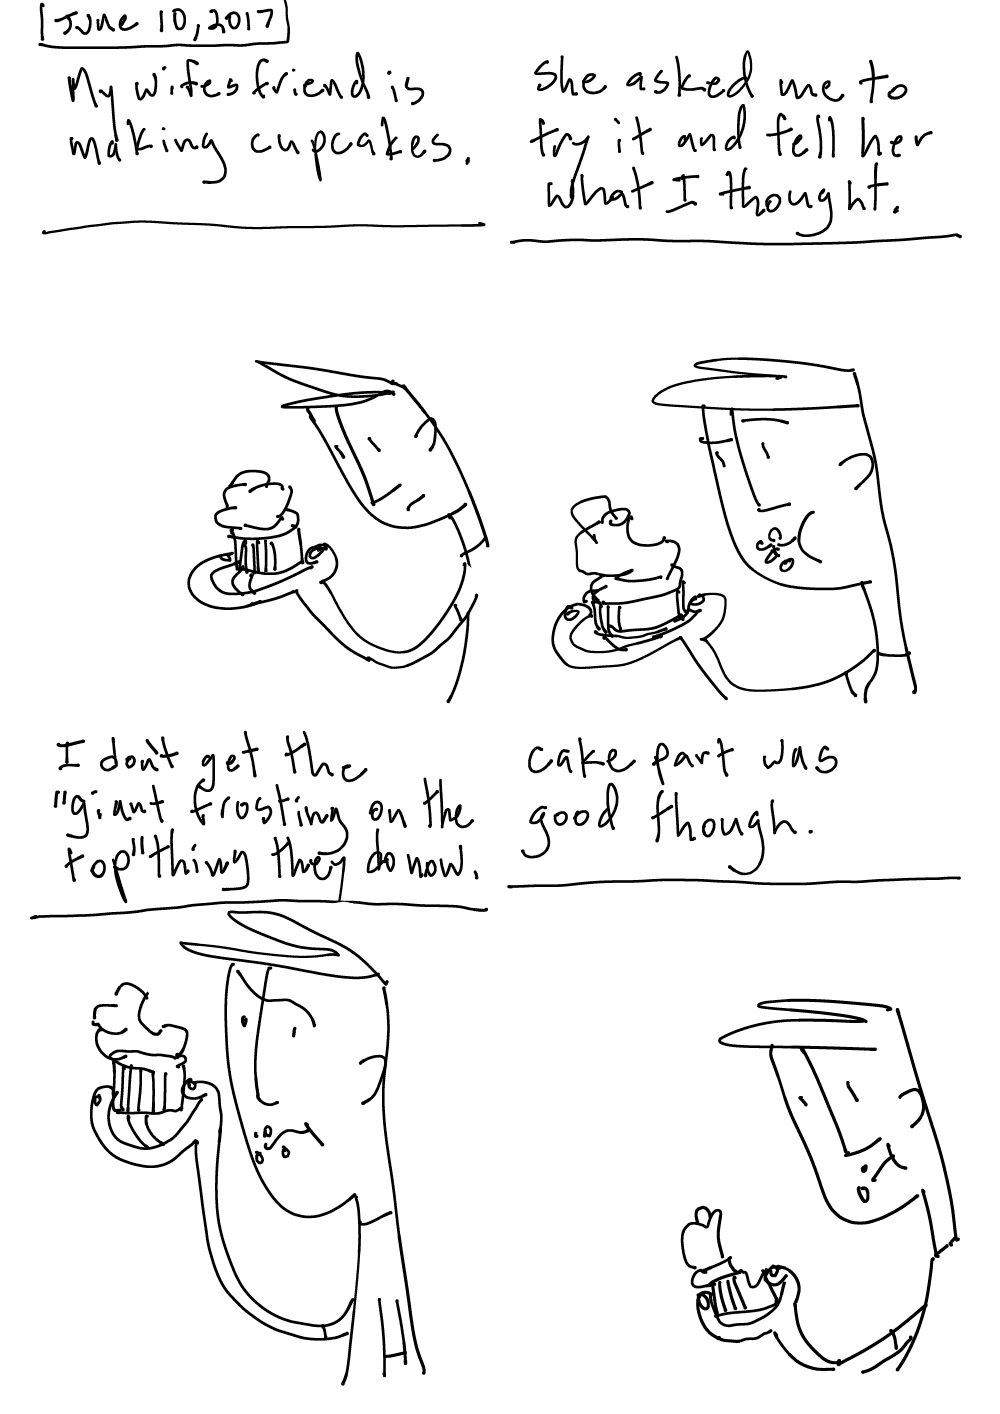 June 10, 2017
My wifes friend is
making cupcakes.
She asked me to
try it and tell her
what I thought.
I don't get the
"giant frosting on the
top" thing they do now.
cake part was
good though.